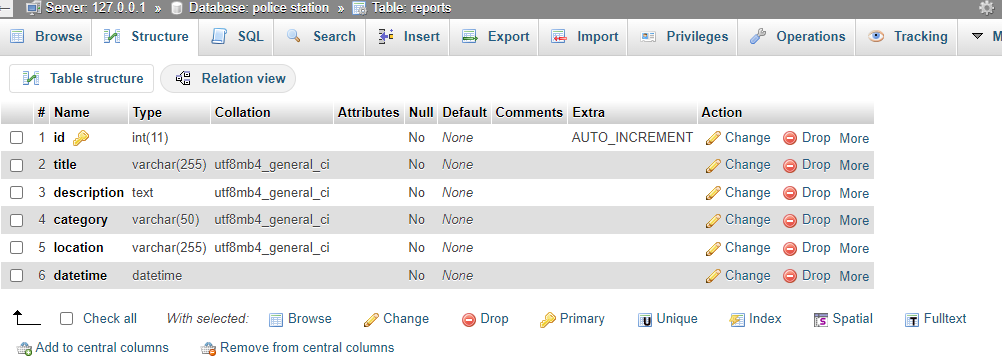 Server: 127.0.0.1 » Database: police station » Table: reports
Browse Structure SQL Search Insert Export Import Privileges Operations Tracking M
Table structure Relation view
# Name Type Collation Attributes Null Default Comments Extra Action
1 id int(11) No None AUTO_INCREMENT Change Drop More
2 title varchar(255) utf8mb4_general_ci No None Change Drop More
3 description text utf8mb4_general_ci No None Change Drop More
4 category varchar(50) utf8mb4_general_ci No None Change Drop More
5 location varchar(255) utf8mb4_general_ci No None Change Drop More
6 datetime datetime No None Change Drop More
Check all With selected: Browse Change Drop Primary Unique Index Spatial Fulltext
Add to central columns Remove from central columns